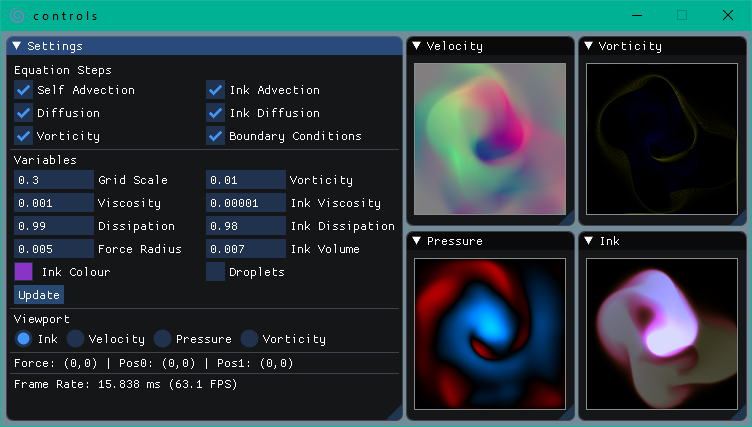 controls
Settings
Equation Steps
Self Advection Ink Advection
Diffusion Ink Diffusion
Vorticity Boundary Conditions
Variables
0.3 Grid Scale 0.01 Vorticity
0.001 Viscosity 0.00001 Ink Viscosity
0.99 Dissipation 0.98 Ink Dissipation
0.005 Force Radius 0.007 Ink Volume
Ink Colour Droplets
Update
Viewport
Ink Velocity Pressure Vorticity
Force: (0,0) | Pos0: (0,0) | Pos1: (0,0)
Frame Rate: 15.838 ms (63.1 FPS)
Velocity
Vorticity
Pressure
Ink